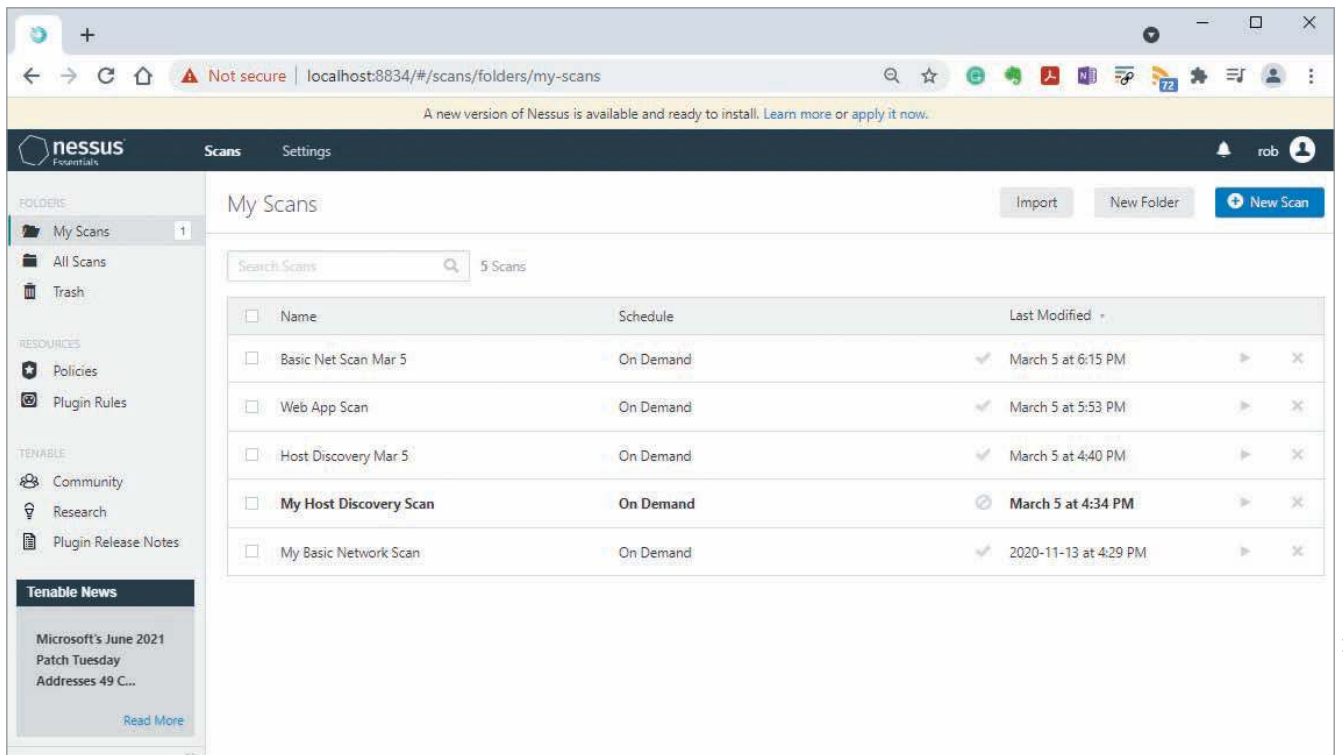 Not secure localhost:8834/#/scans/folders/my-scans
72
A new version of Nessus is available and ready to install. Learn more or apply it now.
nessus
Essentials
Scans
Settings
rob
FOLDERS
My Scans 1
All Scans
Trash
RESOURCES
Policies
Plugin Rules
TENABLE
Community
Research
Plugin Release Notes
Tenable News
Microsoft's June 2021
Patch Tuesday
Addresses 49 C...
Read More
My Scans
Import
New Folder
New Scan
Search Scans
5 Scans
Name Schedule Last Modified
Basic Net Scan Mar 5 On Demand March 5 at 6:15 PM
Web App Scan On Demand March 5 at 5:53 PM
Host Discovery Mar 5 On Demand March 5 at 4:40 PM
My Host Discovery Scan On Demand March 5 at 4:34 PM
My Basic Network Scan On Demand 2020-11-13 at 4:29 PM